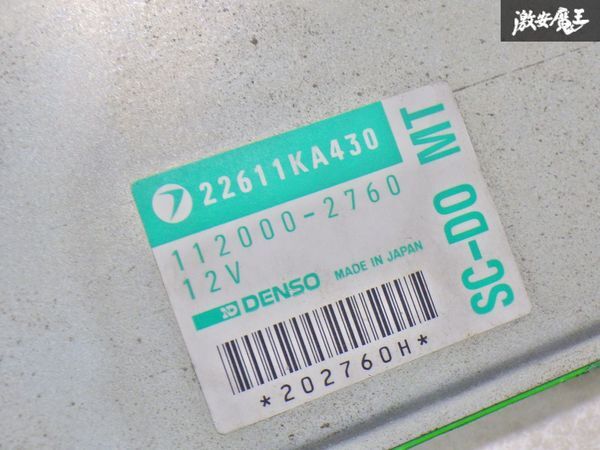 激安魔王
22611KA430
112000-2760
12V
DENSO MADE IN JAPAN
*202760H*
SC-DO MT